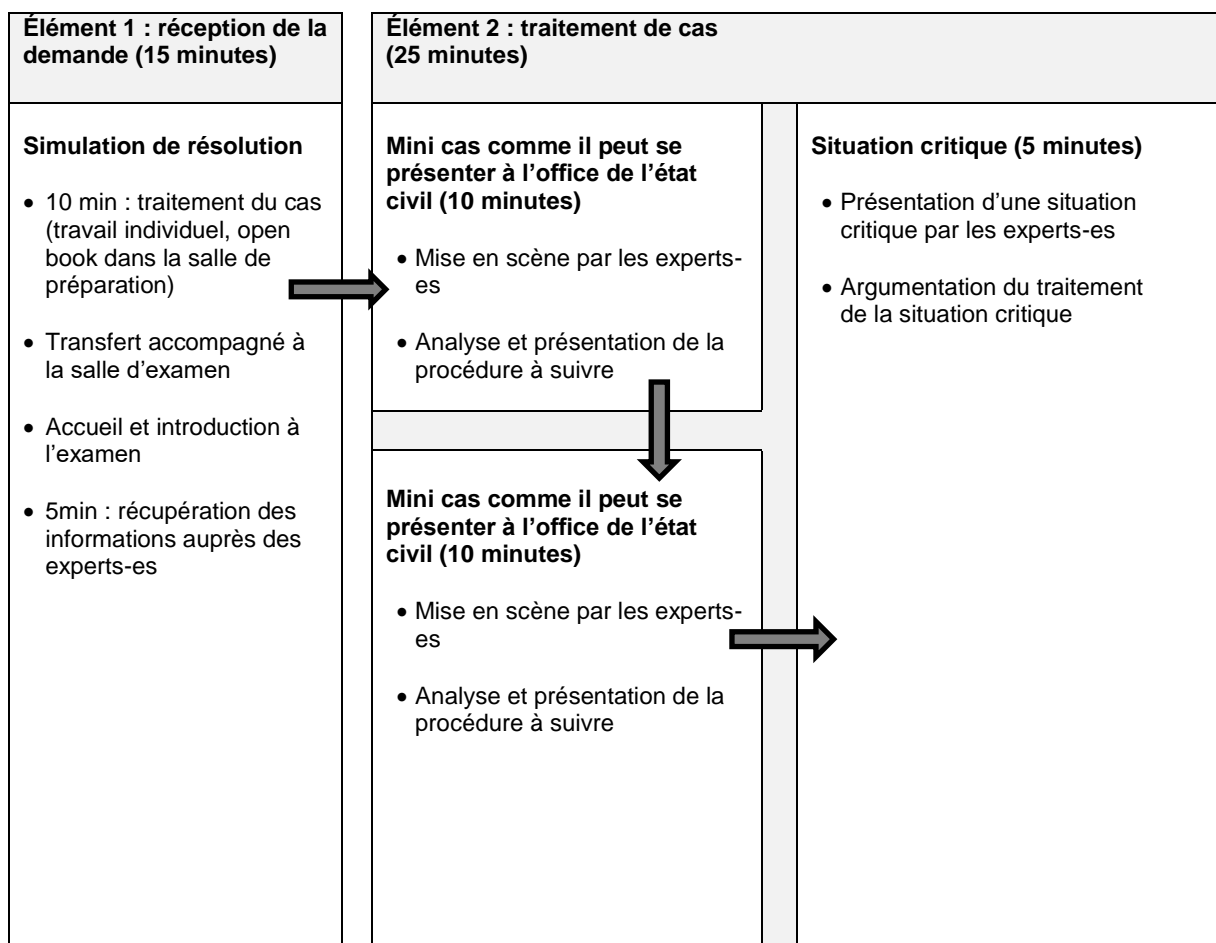 Élément 1 : réception de la
demande (15 minutes)
Élément 2 : traitement de cas
(25 minutes)
Simulation de résolution
• 10 min : traitement du cas
(travail individuel, open
book dans la salle de
préparation)
• Transfert accompagné à
la salle d’examen
• Accueil et introduction à
l’examen
• 5min : récupération des
informations auprès des
experts-es
Mini cas comme il peut se
présenter à l’office de l’état
civil (10 minutes)
• Mise en scène par les experts-
es
• Analyse et présentation de la
procédure à suivre
Mini cas comme il peut se
présenter à l’office de l’état
civil (10 minutes)
• Mise en scène par les experts-
es
• Analyse et présentation de la
procédure à suivre
Situation critique (5 minutes)
• Présentation d’une situation
critique par les experts-es
• Argumentation du traitement
de la situation critique